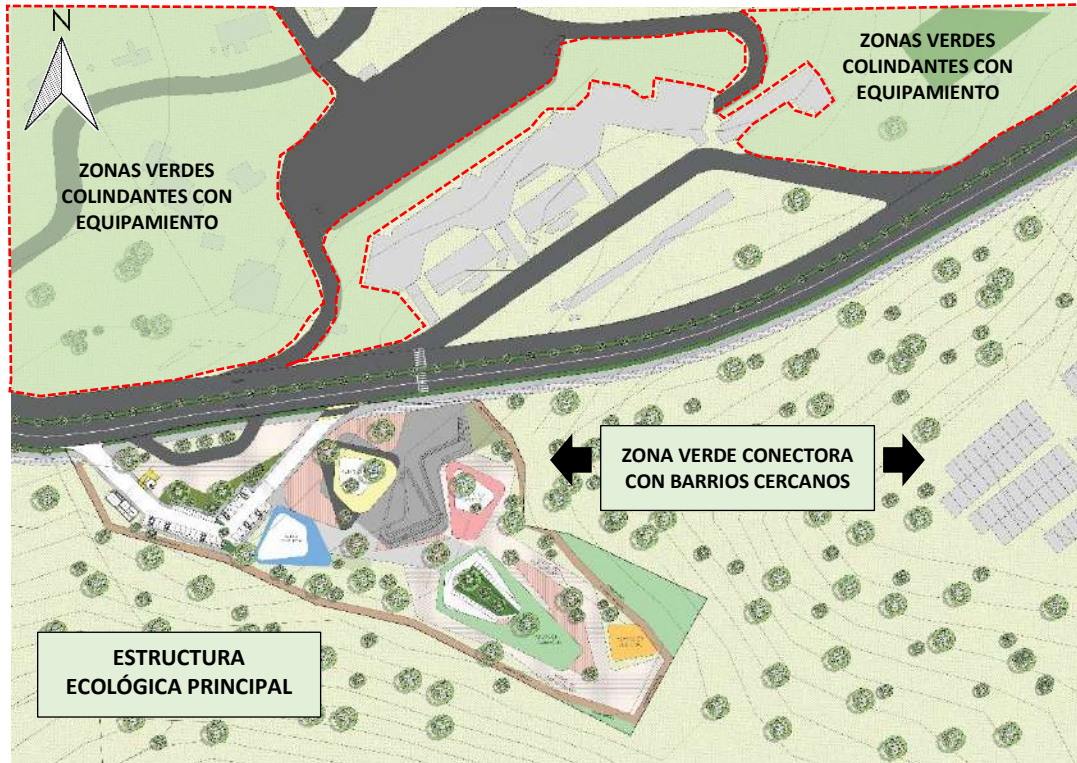 N
ZONAS VERDES
COLINDANTES CON
EQUIPAMIENTO
ZONAS VERDES
COLINDANTES CON
EQUIPAMIENTO
ZONA VERDE CONECTORA
CON BARRIOS CERCANOS
ESTRUCTURA
ECOLÓGICA PRINCIPAL